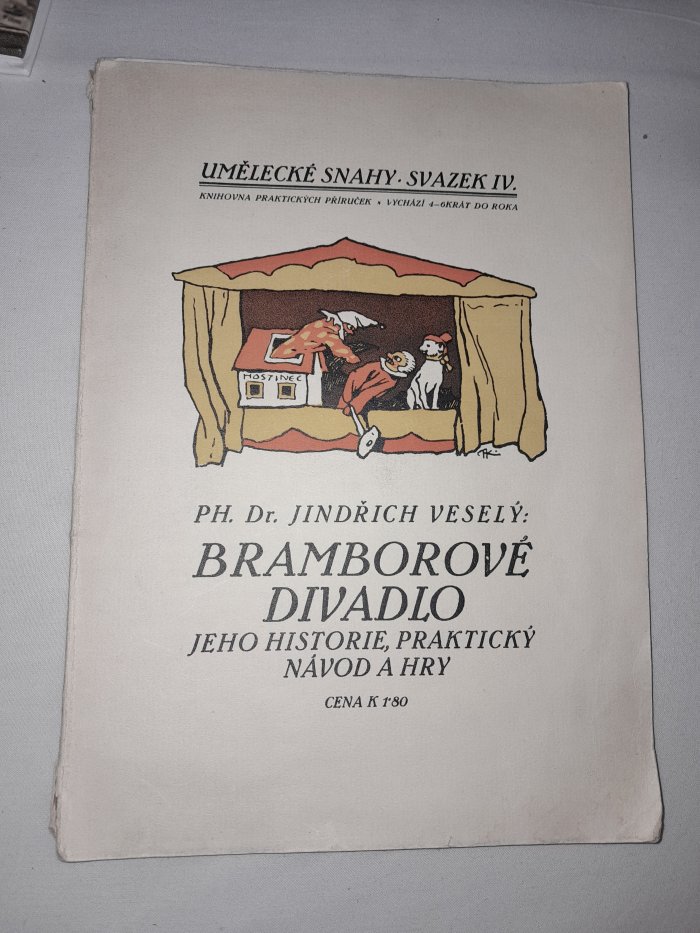 UMĚLECKÉ SNAHY · SVAZEK IV.
KNIHOVNA PRAKTICKÝCH PŘÍRUČEK * VYCHÁZÍ 4–6KRÁT DO ROKA
HOSTINEC
PH. Dr. JINDŘICH VESELÝ:
BRAMBOROVÉ
DIVADLO
JEHO HISTORIE, PRAKTICKÝ
NÁVOD A HRY
CENA K 1·80